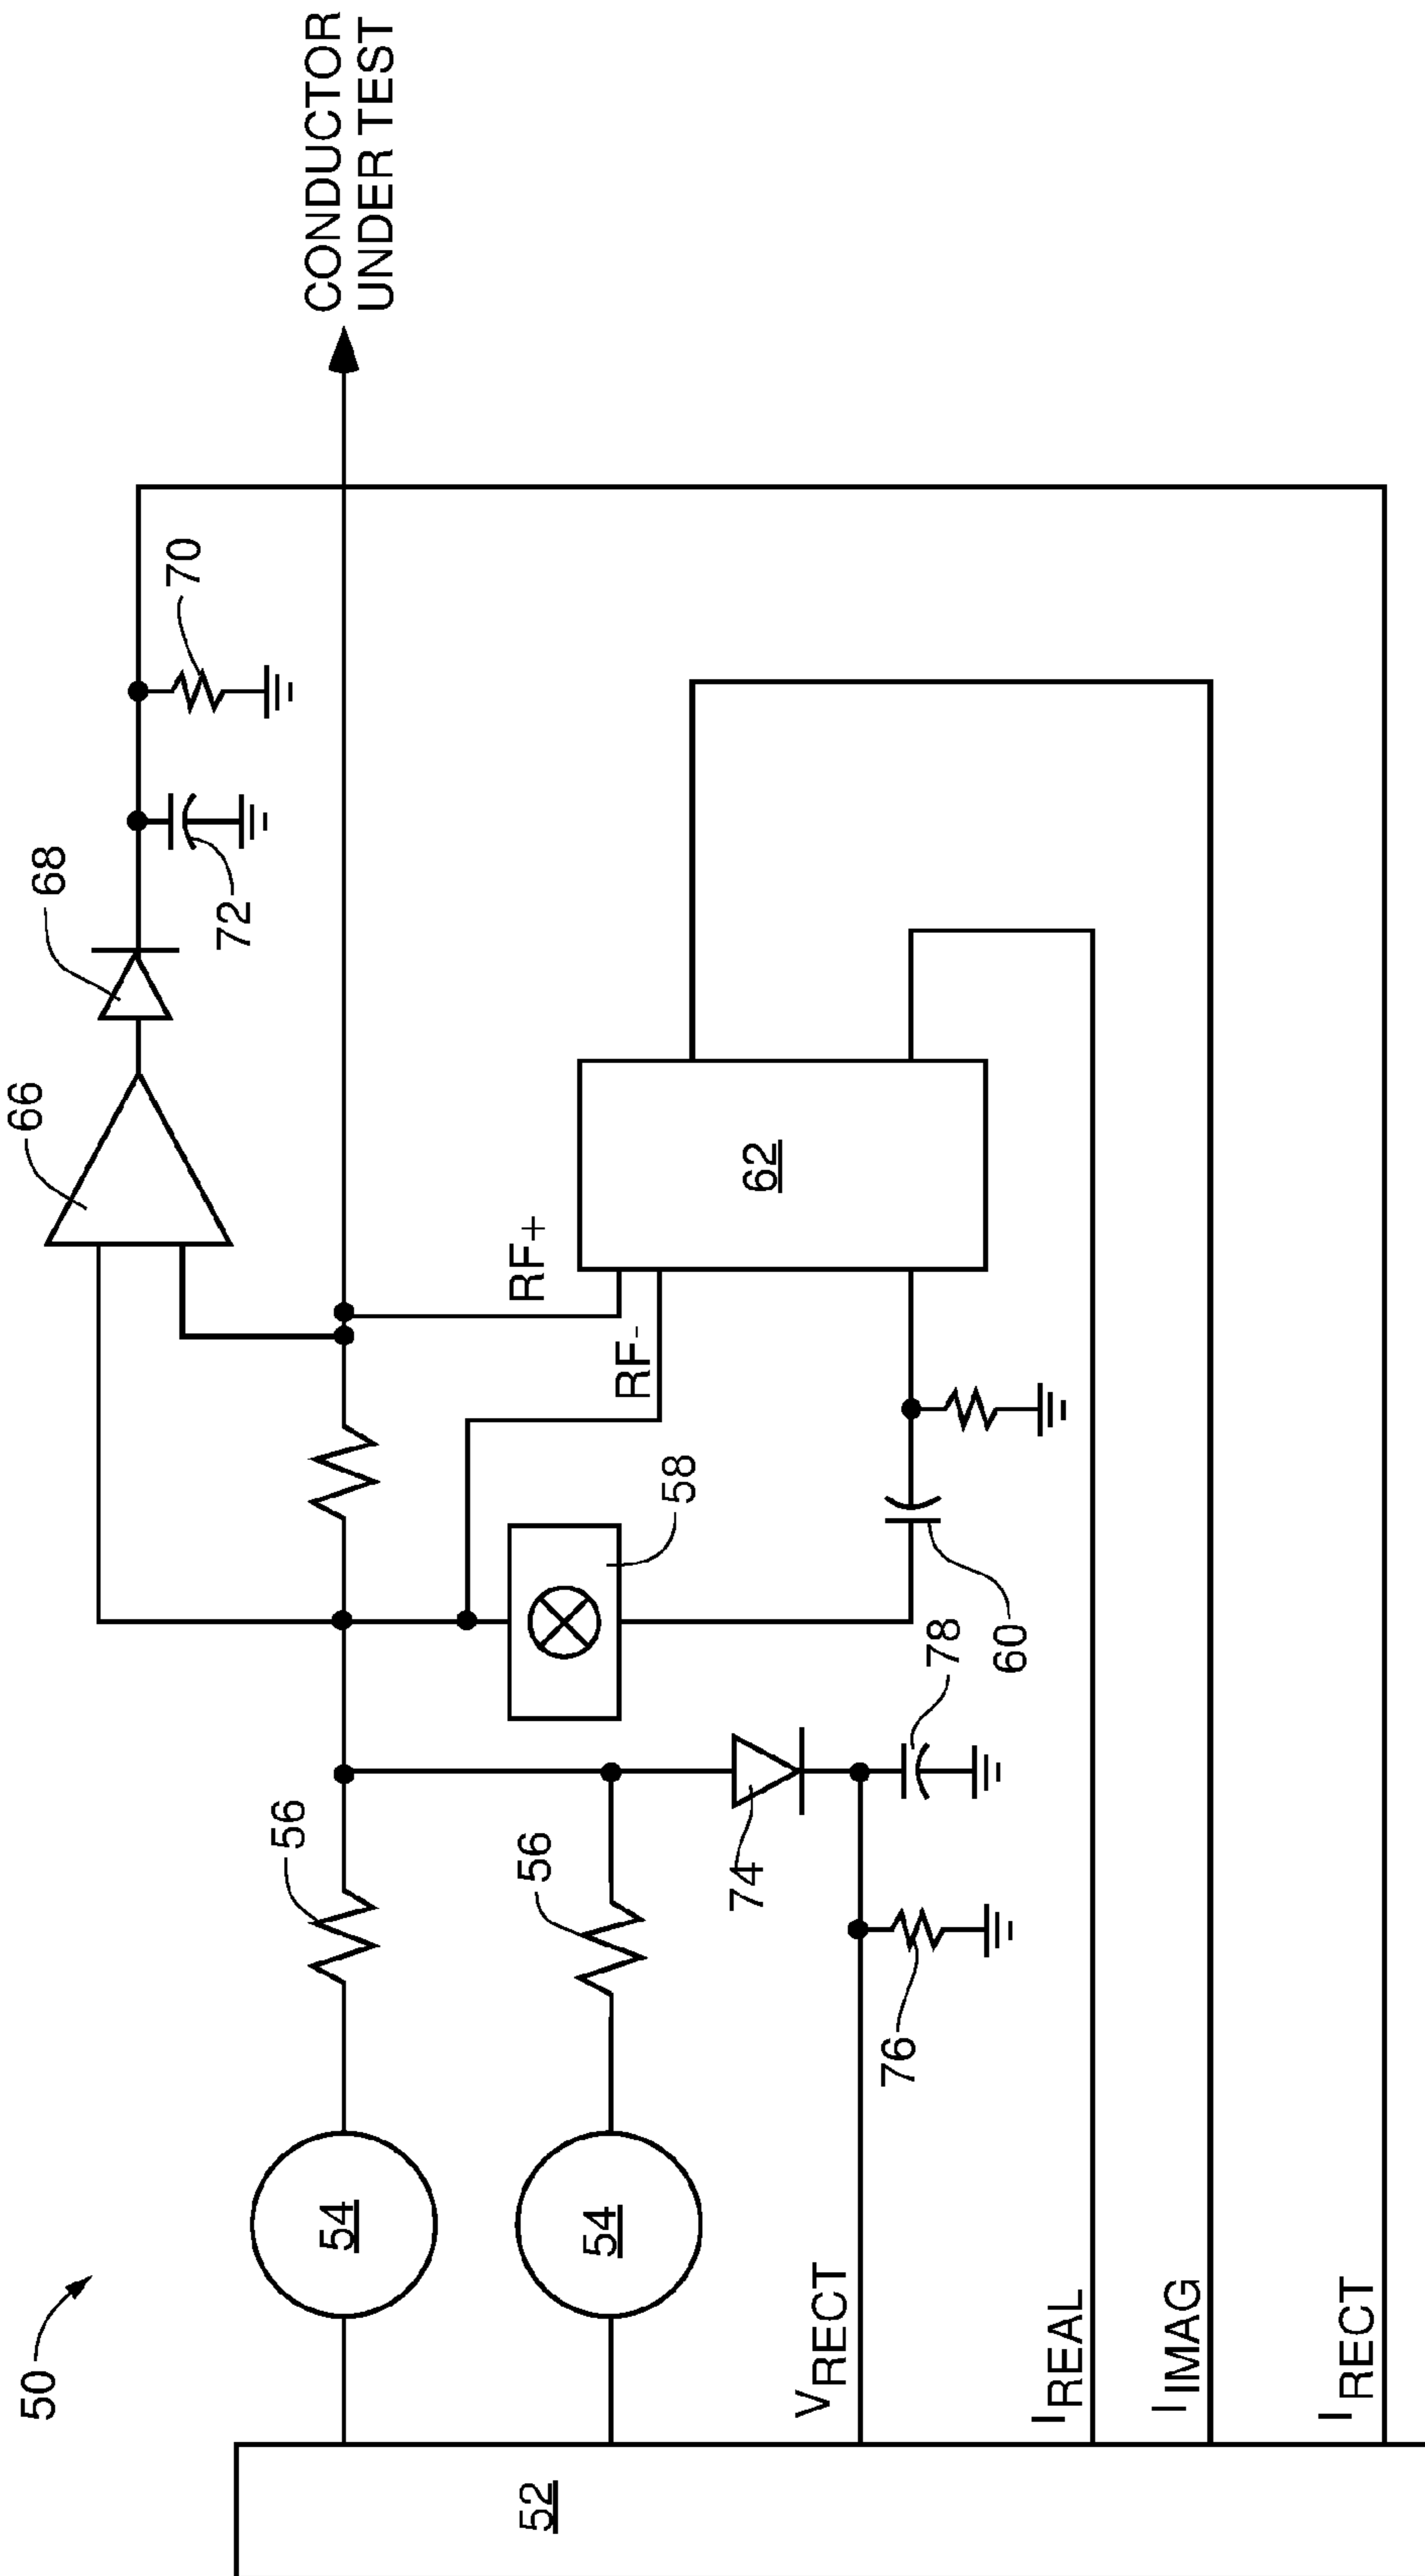 50
66
68
72
70
CONDUCTOR
UNDER TEST
56
54
56
54
52
58
RF-
RF+
62
60
78
74
76
VRECT
IREAL
IIMAG
IRECT